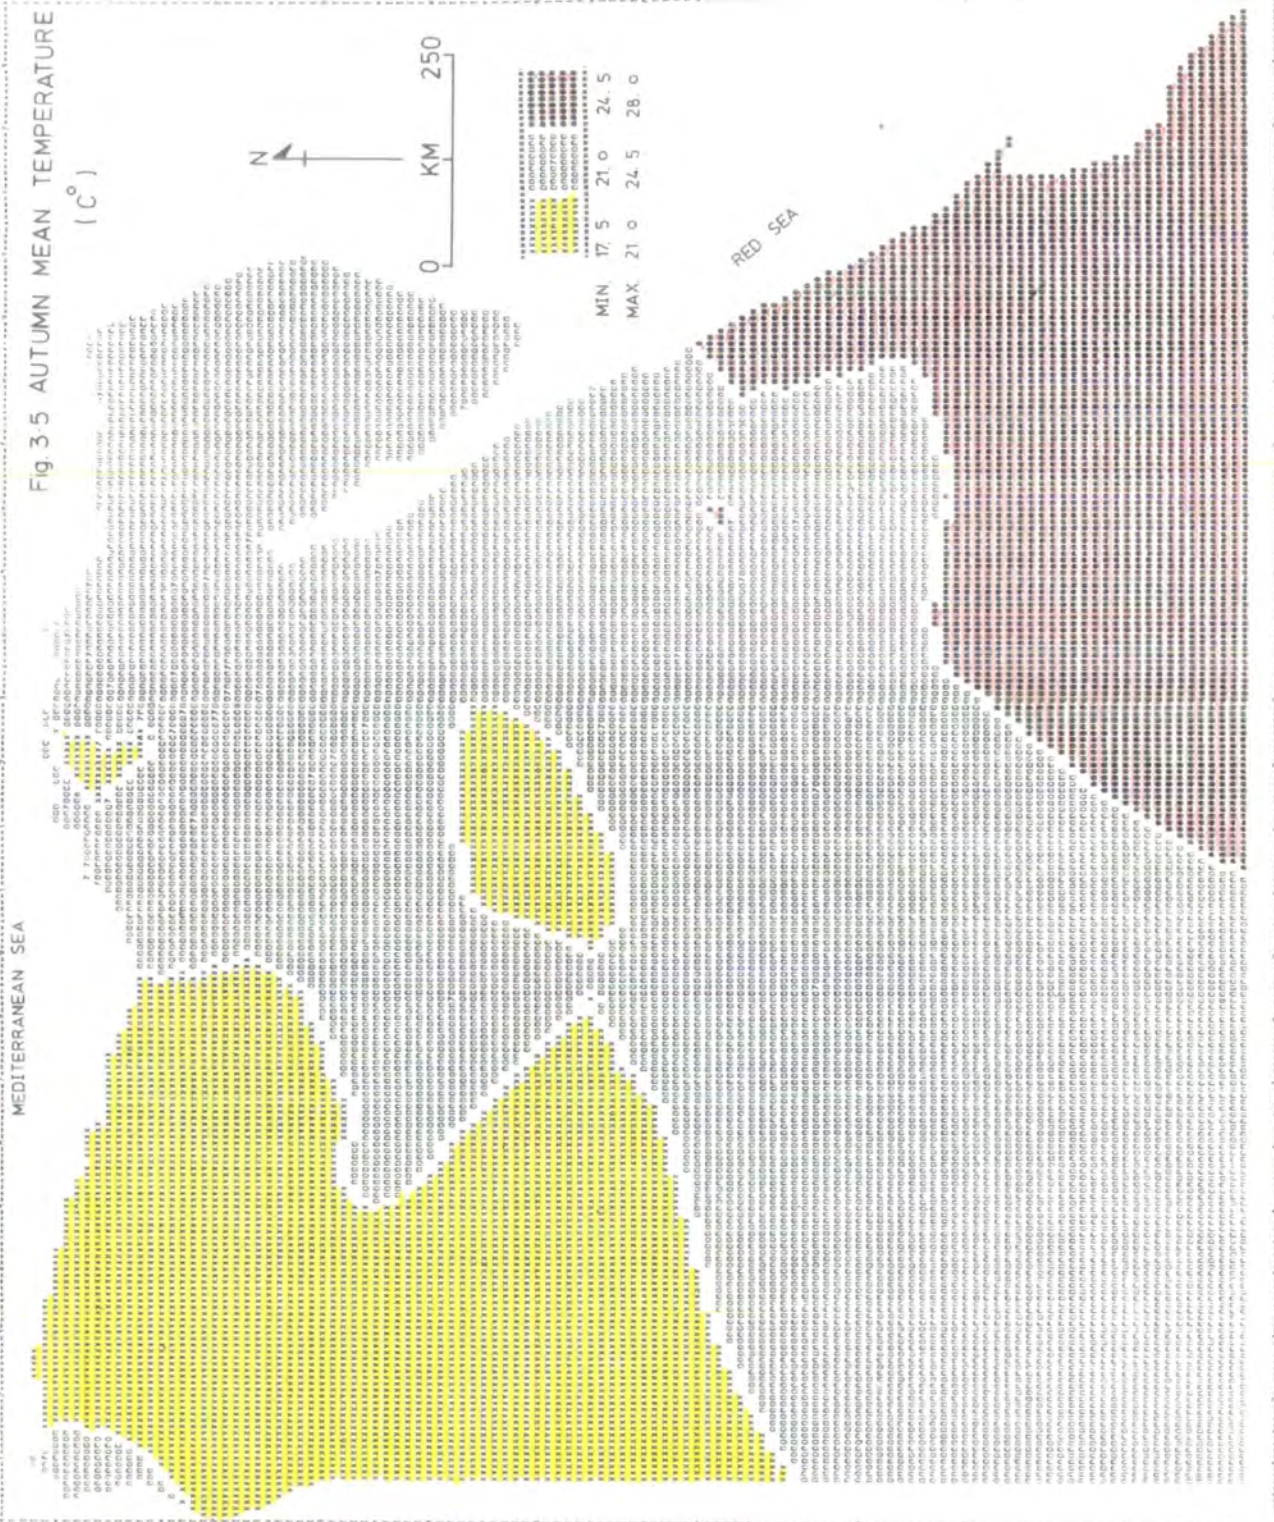 Fig. 3·5 AUTUMN MEAN TEMPERATURE
(C°)
MEDITERRANEAN SEA
N
0 KM 250
MIN. 17. 5 21. 0 24. 5
MAX. 21. 0 24. 5 28. 0
RED SEA